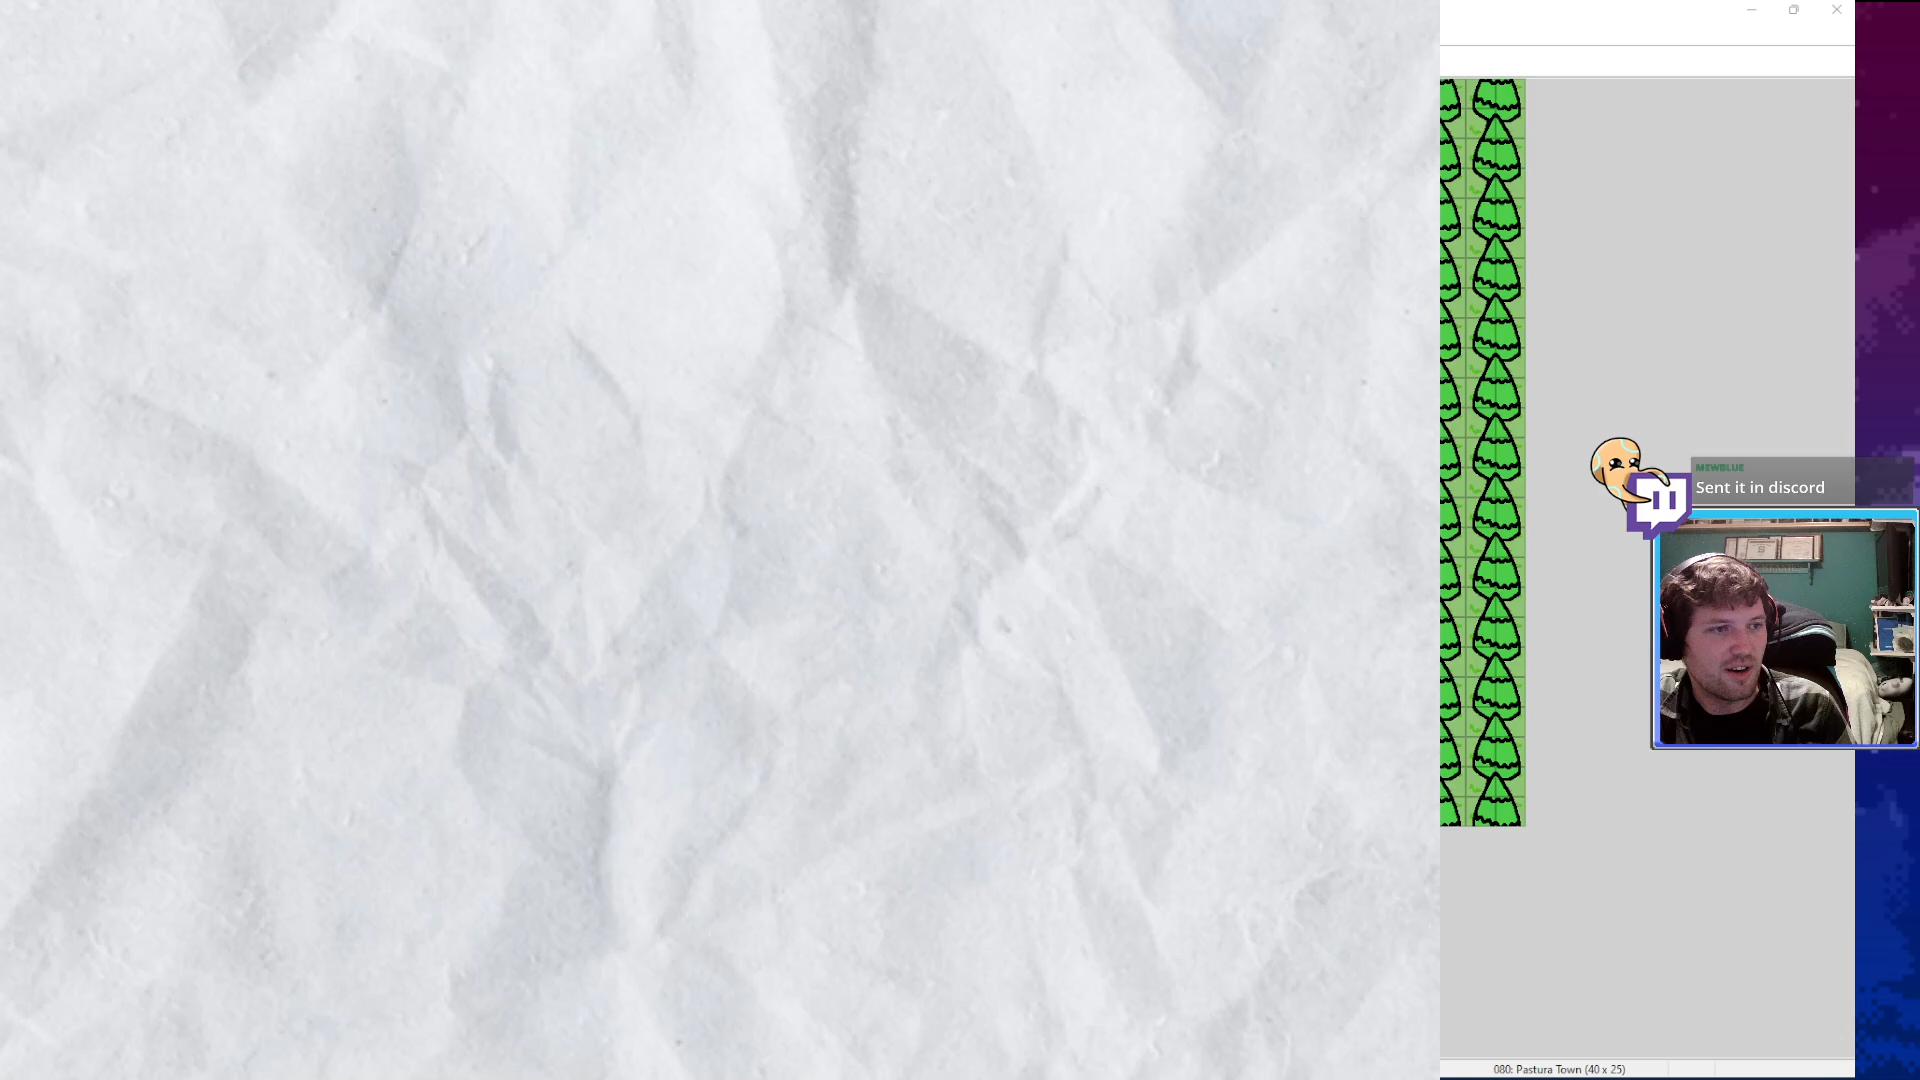 MEWBLUE
Sent it in discord
080: Pastura Town (40 x 25)